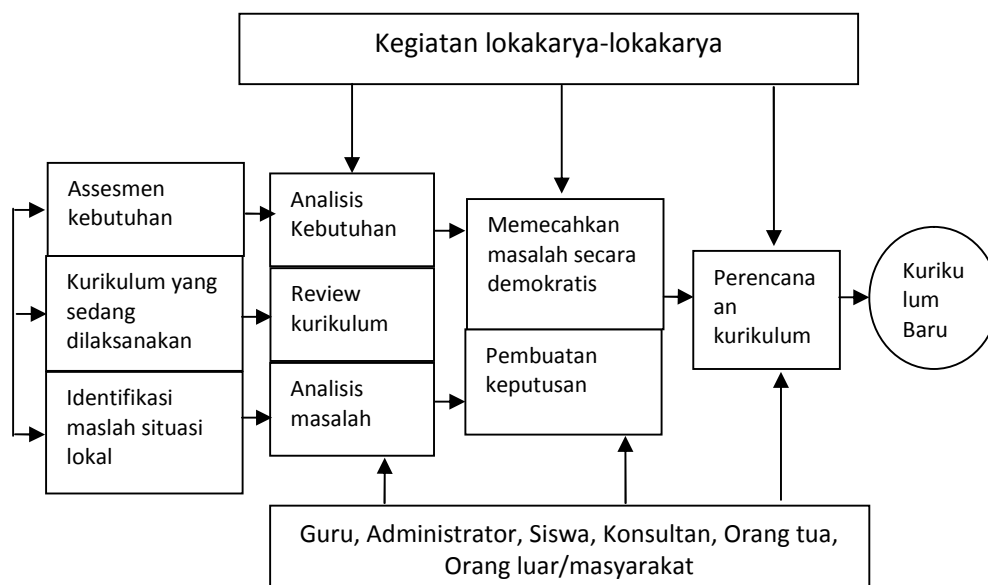 Kegiatan lokakarya-lokakarya
Assesmen
kebutuhan
Kurikulum yang
sedang
dilaksanakan
Identifikasi
maslah situasi
lokal
Analisis
Kebutuhan
Review
kurikulum
Analisis
masalah
Memecahkan
masalah secara
demokratis
Pembuatan
keputusan
Perencana
an
kurikulum
Kuriku
lum
Baru
Guru, Administrator, Siswa, Konsultan, Orang tua,
Orang luar/masyarakat